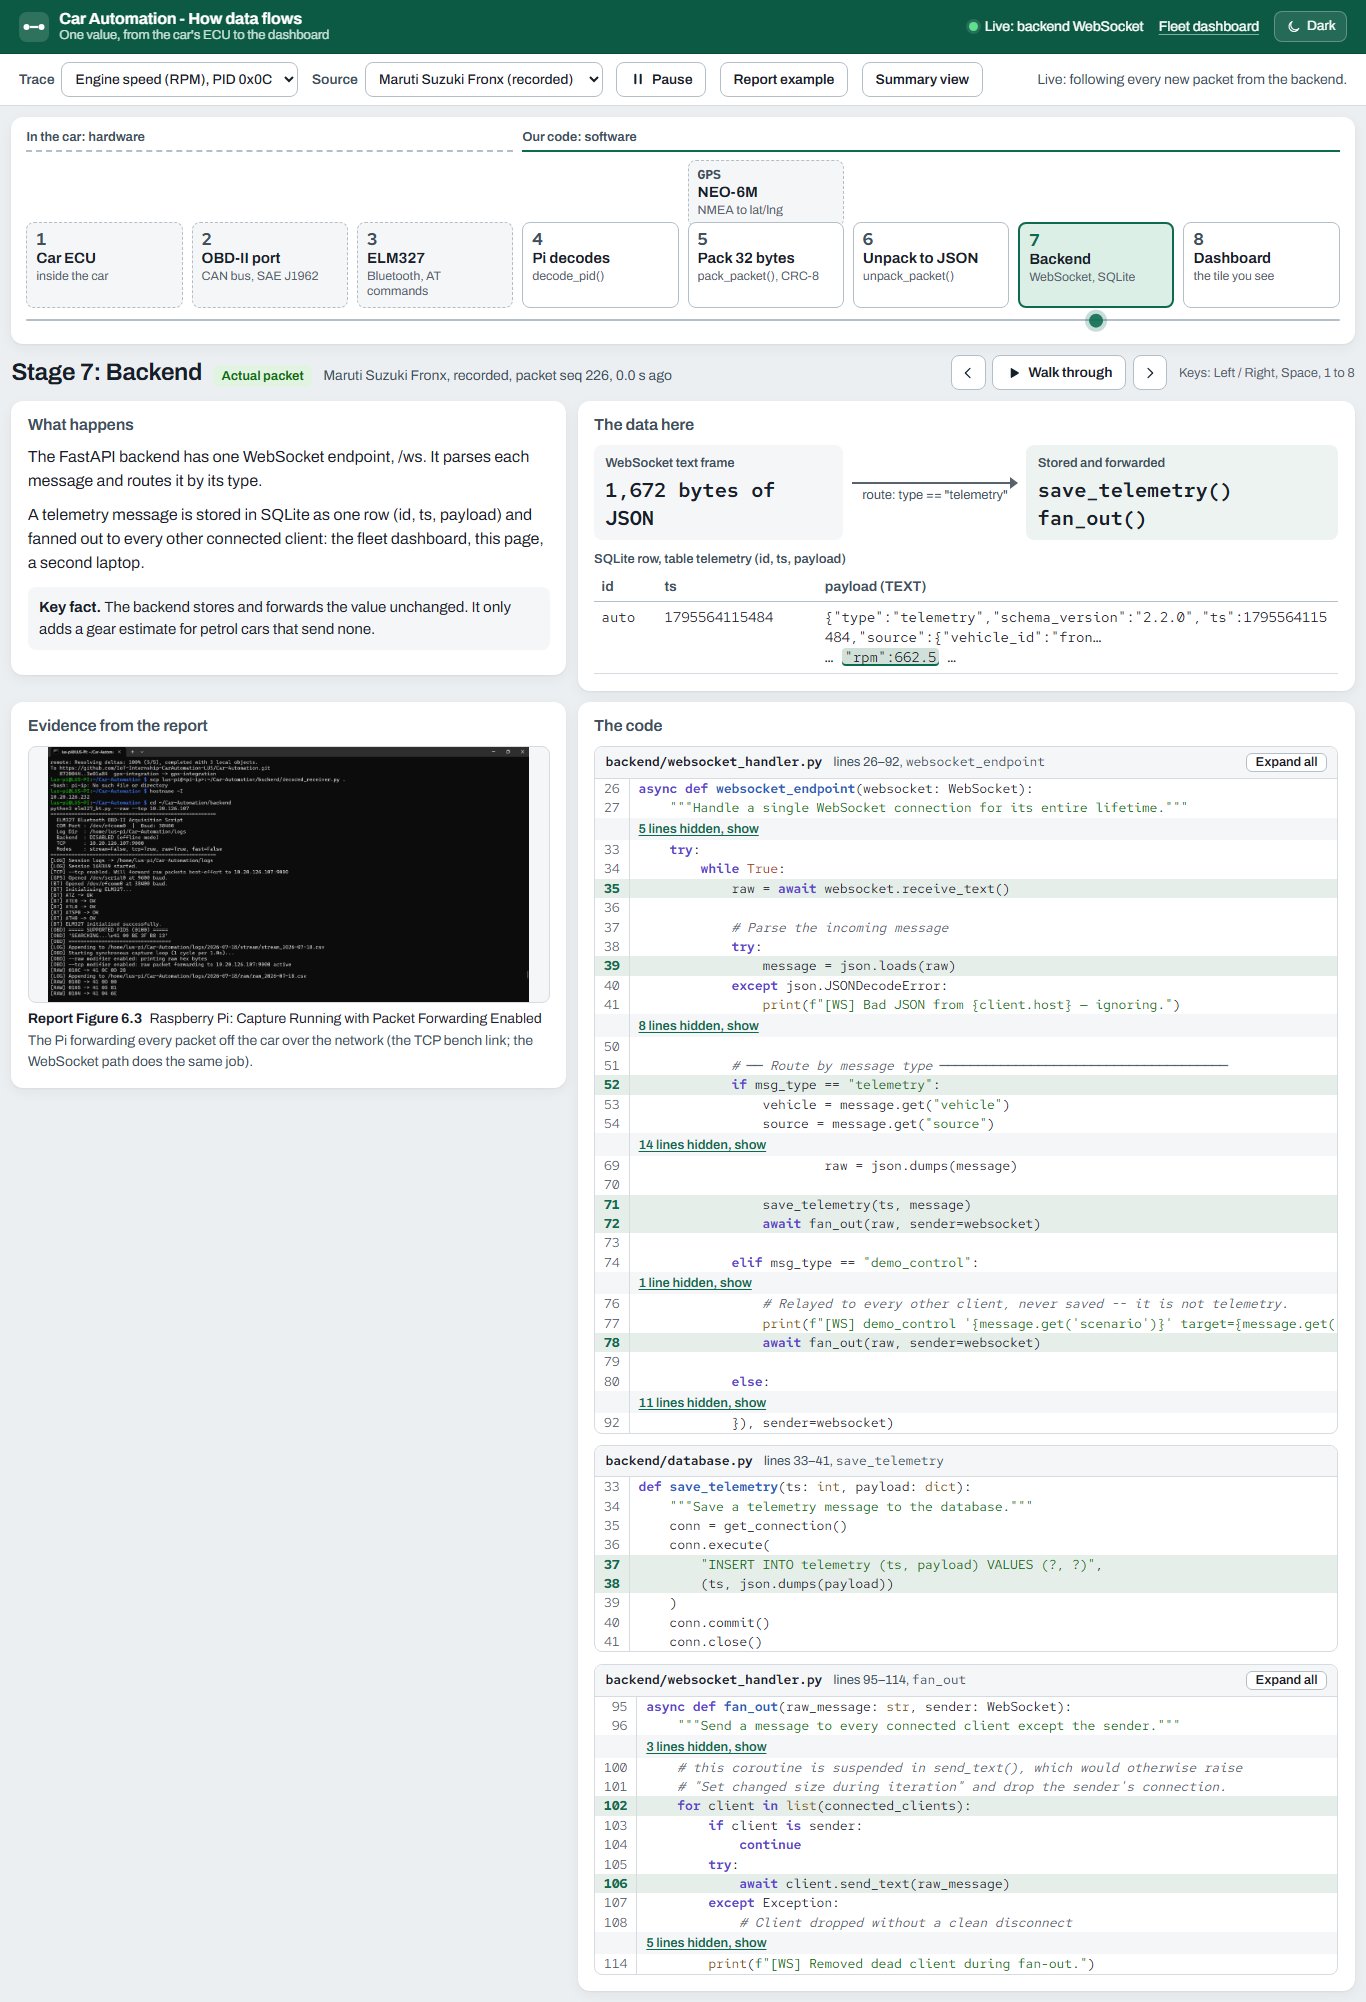 Car Automation - How data flows
One value, from the car's ECU to the dashboard
Live: backend WebSocket
Fleet dashboard
Dark
Trace
Engine speed (RPM), PID 0x0C
Source
Maruti Suzuki Fronx (recorded)
Pause
Report example
Summary view
Live: following every new packet from the backend.
In the car: hardware
Our code: software
GPS
NEO-6M
NMEA to lat/lng
1
Car ECU
inside the car
2
OBD-II port
CAN bus, SAE J1962
3
ELM327
Bluetooth, AT
commands
4
Pi decodes
decode_pid()
5
Pack 32 bytes
pack_packet(), CRC-8
6
Unpack to JSON
unpack_packet()
7
Backend
WebSocket, SQLite
8
Dashboard
the tile you see
Stage 7: Backend
Actual packet
Maruti Suzuki Fronx, recorded, packet seq 226, 0.0 s ago
Walk through
Keys: Left / Right, Space, 1 to 8
What happens
The FastAPI backend has one WebSocket endpoint, /ws. It parses each
message and routes it by its type.
A telemetry message is stored in SQLite as one row (id, ts, payload) and
fanned out to every other connected client: the fleet dashboard, this page,
a second laptop.
Key fact. The backend stores and forwards the value unchanged. It only
adds a gear estimate for petrol cars that send none.
The data here
WebSocket text frame
1,672 bytes of
JSON
route: type == "telemetry"
Stored and forwarded
save_telemetry()
fan_out()
SQLite row, table telemetry (id, ts, payload)
id ts payload (TEXT)
auto 1795564115484 {"type":"telemetry","schema_version":"2.2.0","ts":1795564115
484,"source":{"vehicle_id":"fron…
… "rpm":662.5 …
Evidence from the report
Report Figure 6.3 Raspberry Pi: Capture Running with Packet Forwarding Enabled
The Pi forwarding every packet off the car over the network (the TCP bench link; the
WebSocket path does the same job).
The code
backend/websocket_handler.py lines 26–92, websocket_endpoint
Expand all
26 async def websocket_endpoint(websocket: WebSocket):
27 """Handle a single WebSocket connection for its entire lifetime."""
5 lines hidden, show
33 try:
34 while True:
35 raw = await websocket.receive_text()
36
37 # Parse the incoming message
38 try:
39 message = json.loads(raw)
40 except json.JSONDecodeError:
41 print(f"[WS] Bad JSON from {client.host} — ignoring.")
8 lines hidden, show
50
51 # ── Route by message type ─────────────────────────────────────
52 if msg_type == "telemetry":
53 vehicle = message.get("vehicle")
54 source = message.get("source")
14 lines hidden, show
69 raw = json.dumps(message)
70
71 save_telemetry(ts, message)
72 await fan_out(raw, sender=websocket)
73
74 elif msg_type == "demo_control":
1 line hidden, show
76 # Relayed to every other client, never saved -- it is not telemetry.
77 print(f"[WS] demo_control '{message.get('scenario')}' target={message.get(
78 await fan_out(raw, sender=websocket)
79
80 else:
11 lines hidden, show
92 }), sender=websocket)
backend/database.py lines 33–41, save_telemetry
33 def save_telemetry(ts: int, payload: dict):
34 """Save a telemetry message to the database."""
35 conn = get_connection()
36 conn.execute(
37 "INSERT INTO telemetry (ts, payload) VALUES (?, ?)",
38 (ts, json.dumps(payload))
39 )
40 conn.commit()
41 conn.close()
backend/websocket_handler.py lines 95–114, fan_out
Expand all
95 async def fan_out(raw_message: str, sender: WebSocket):
96 """Send a message to every connected client except the sender."""
3 lines hidden, show
100 # this coroutine is suspended in send_text(), which would otherwise raise
101 # "Set changed size during iteration" and drop the sender's connection.
102 for client in list(connected_clients):
103 if client is sender:
104 continue
105 try:
106 await client.send_text(raw_message)
107 except Exception:
108 # Client dropped without a clean disconnect
5 lines hidden, show
114 print(f"[WS] Removed dead client during fan-out.")